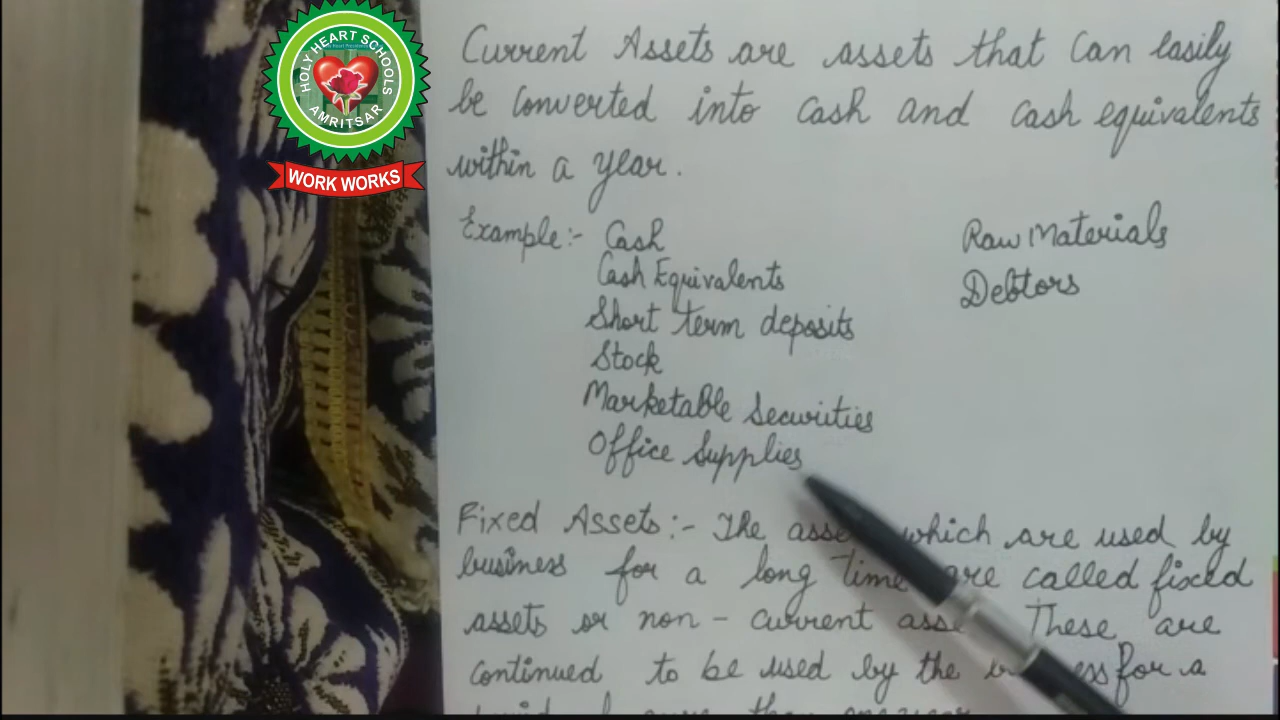 HOLY HEART SCHOOLS
AMRITSAR
WORK WORKS
Current Assets are assets that can easily
be converted into cash and cash equivalents
within a year.
Example:- Cash
Cash Equivalents
Short term deposits
Stock
Marketable Securities
Office Supplies
Raw Materials
Debtors
Fixed Assets:- The which are used by
business for a long time are called fixed
assets or non-current These are
continued to be used by the for a